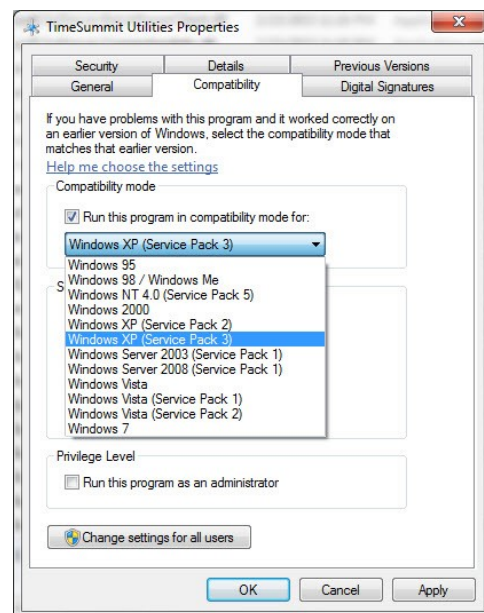 TimeSummit Utilities Properties
Security Details Previous Versions
General Compatibility Digital Signatures
If you have problems with this program and it worked correctly on
an earlier version of Windows, select the compatibility mode that
matches that earlier version.
Help me choose the settings
Compatibility mode
Run this program in compatibility mode for:
Windows XP (Service Pack 3)
Windows 95
Windows 98 / Windows Me
Windows NT 4.0 (Service Pack 5)
Windows 2000
Windows XP (Service Pack 2)
Windows XP (Service Pack 3)
Windows Server 2003 (Service Pack 1)
Windows Server 2008 (Service Pack 1)
Windows Vista
Windows Vista (Service Pack 1)
Windows Vista (Service Pack 2)
Windows 7
Privilege Level
Run this program as an administrator
Change settings for all users
OK Cancel Apply